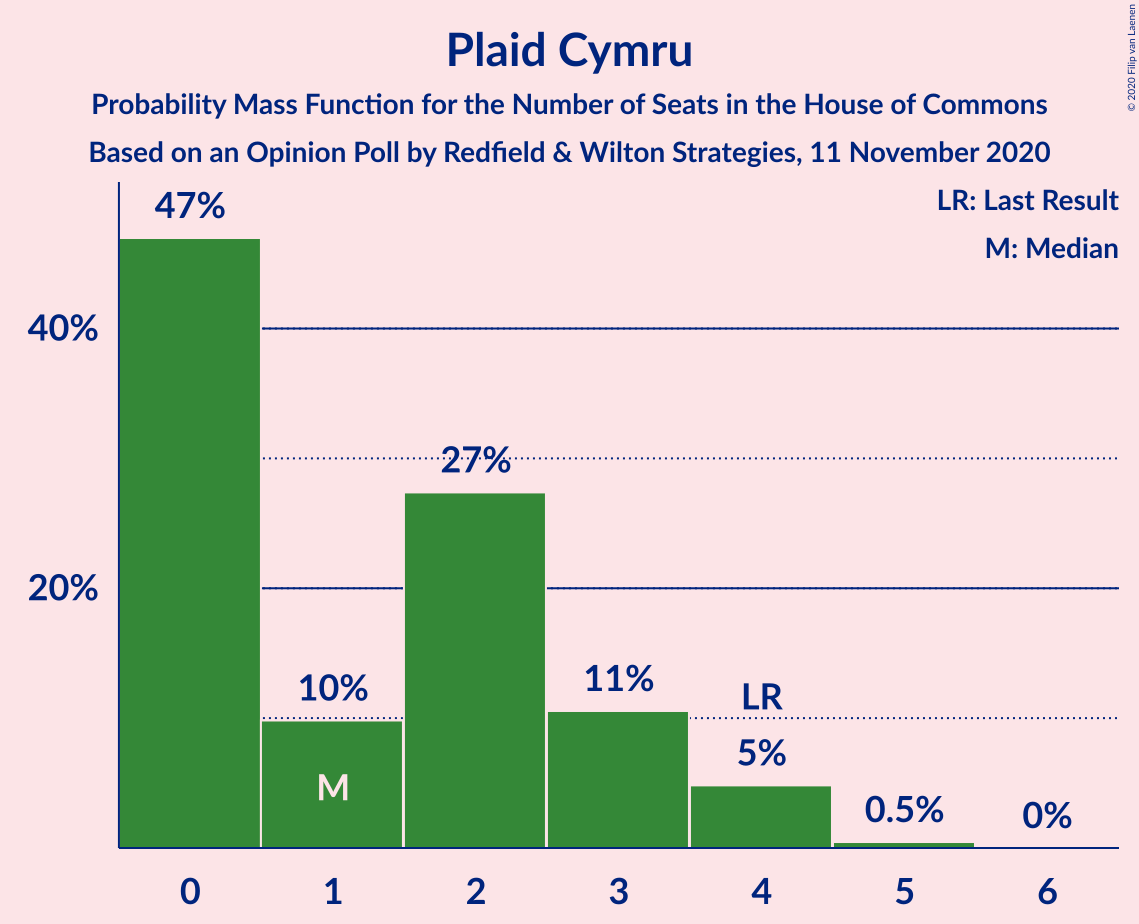 Plaid Cymru
Probability Mass Function for the Number of Seats in the House of Commons
Based on an Opinion Poll by Redfield & Wilton Strategies, 11 November 2020
© 2020 Filip van Laenen
LR: Last Result
M: Median
47%
40%
27%
20%
10%
11%
LR
5%
0.5%
0%
M
0 1 2 3 4 5 6